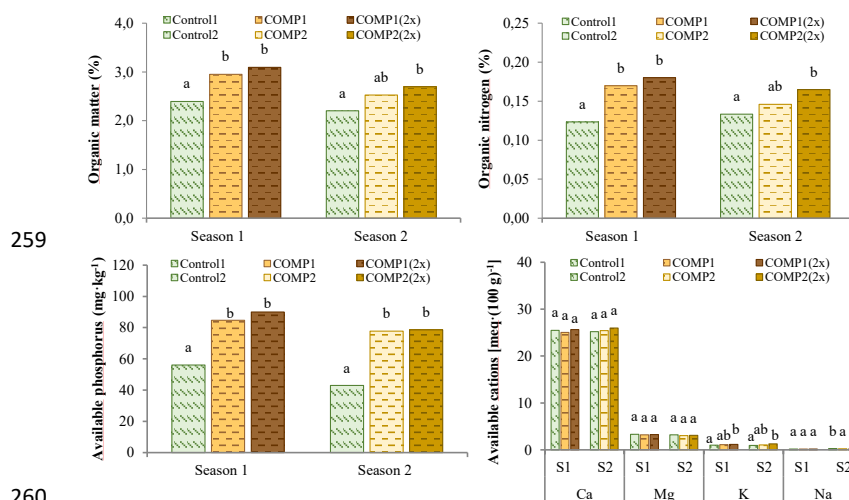 Control1 COMP1 COMP1(2x)
Control2 COMP2 COMP2(2x)
Organic matter (%)
4,0
3,0
2,0
1,0
0,0
a b b a ab b
Season 1 Season 2
Control1 COMP1 COMP1(2x)
Control2 COMP2 COMP2(2x)
Organic nitrogen (%)
0,25
0,20
0,15
0,10
0,05
0,00
a b b a ab b
Season 1 Season 2
259
Control1 COMP1 COMP1(2x)
Control2 COMP2 COMP2(2x)
Available phosphorus (mg·kg-1)
120
100
80
60
40
20
0
a b b a b b
Season 1 Season 2
Control1 COMP1 COMP1(2x)
Control2 COMP2 COMP2(2x)
Available cations [meq·(100 g)-1]
40
30
20
10
0
a a a a a a
a a a a a a
a ab b a ab b
a a a b a
S1 S2 S1 S2 S1 S2 S1 S2
Ca Mg K Na
260